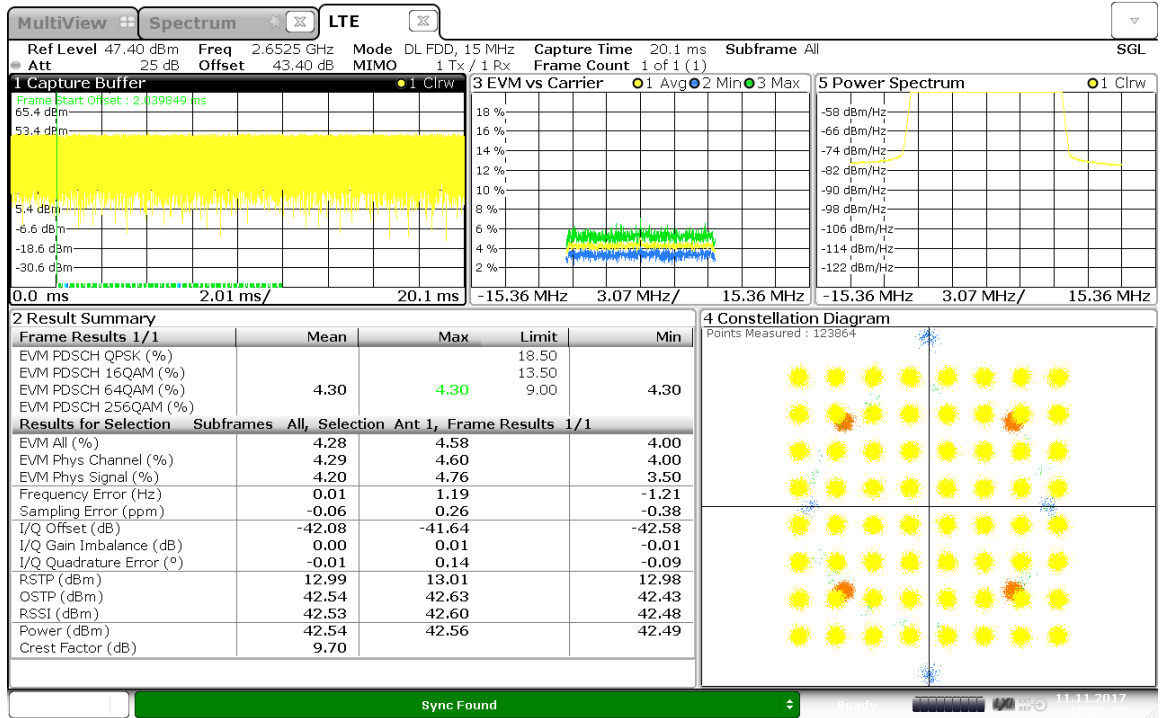 MultiView Spectrum LTE
Ref Level 47.40 dBm Freq 2.6525 GHz Mode DL FDD, 15 MHz Capture Time 20.1 ms Subframe All SGL
Att 25 dB Offset 43.40 dB MIMO 1 Tx / 1 Rx Frame Count 1 of 1 (1)
1 Capture Buffer 1 Clrw
Frame Start Offset : 2.039849 ms
65.4 dBm
53.4 dBm
5.4 dBm
-6.6 dBm
-18.6 dBm
-30.6 dBm
0.0 ms 2.01 ms/ 20.1 ms
3 EVM vs Carrier 1 Avg 2 Min 3 Max
18 %
16 %
14 %
12 %
10 %
8 %
6 %
4 %
2 %
-15.36 MHz 3.07 MHz/ 15.36 MHz
5 Power Spectrum 1 Clrw
-58 dBm/Hz
-66 dBm/Hz
-74 dBm/Hz
-82 dBm/Hz
-90 dBm/Hz
-98 dBm/Hz
-106 dBm/Hz
-114 dBm/Hz
-122 dBm/Hz
-15.36 MHz 3.07 MHz/ 15.36 MHz
2 Result Summary
Frame Results 1/1 Mean Max Limit Min
EVM PDSCH QPSK (%) 18.50
EVM PDSCH 16QAM (%) 13.50
EVM PDSCH 64QAM (%) 4.30 4.30 9.00 4.30
EVM PDSCH 256QAM (%)
Results for Selection Subframes All, Selection Ant 1, Frame Results 1/1
EVM All (%) 4.28 4.58 4.00
EVM Phys Channel (%) 4.29 4.60 4.00
EVM Phys Signal (%) 4.20 4.76 3.50
Frequency Error (Hz) 0.01 1.19 -1.21
Sampling Error (ppm) -0.06 0.26 -0.38
I/Q Offset (dB) -42.08 -41.64 -42.58
I/Q Gain Imbalance (dB) 0.00 0.01 -0.01
I/Q Quadrature Error (°) -0.01 0.14 -0.09
RSTP (dBm) 12.99 13.01 12.98
OSTP (dBm) 42.54 42.63 42.43
RSSI (dBm) 42.53 42.60 42.48
Power (dBm) 42.54 42.56 42.49
Crest Factor (dB) 9.70
4 Constellation Diagram
Points Measured : 123864
Sync Found
Ready
11.11.2017